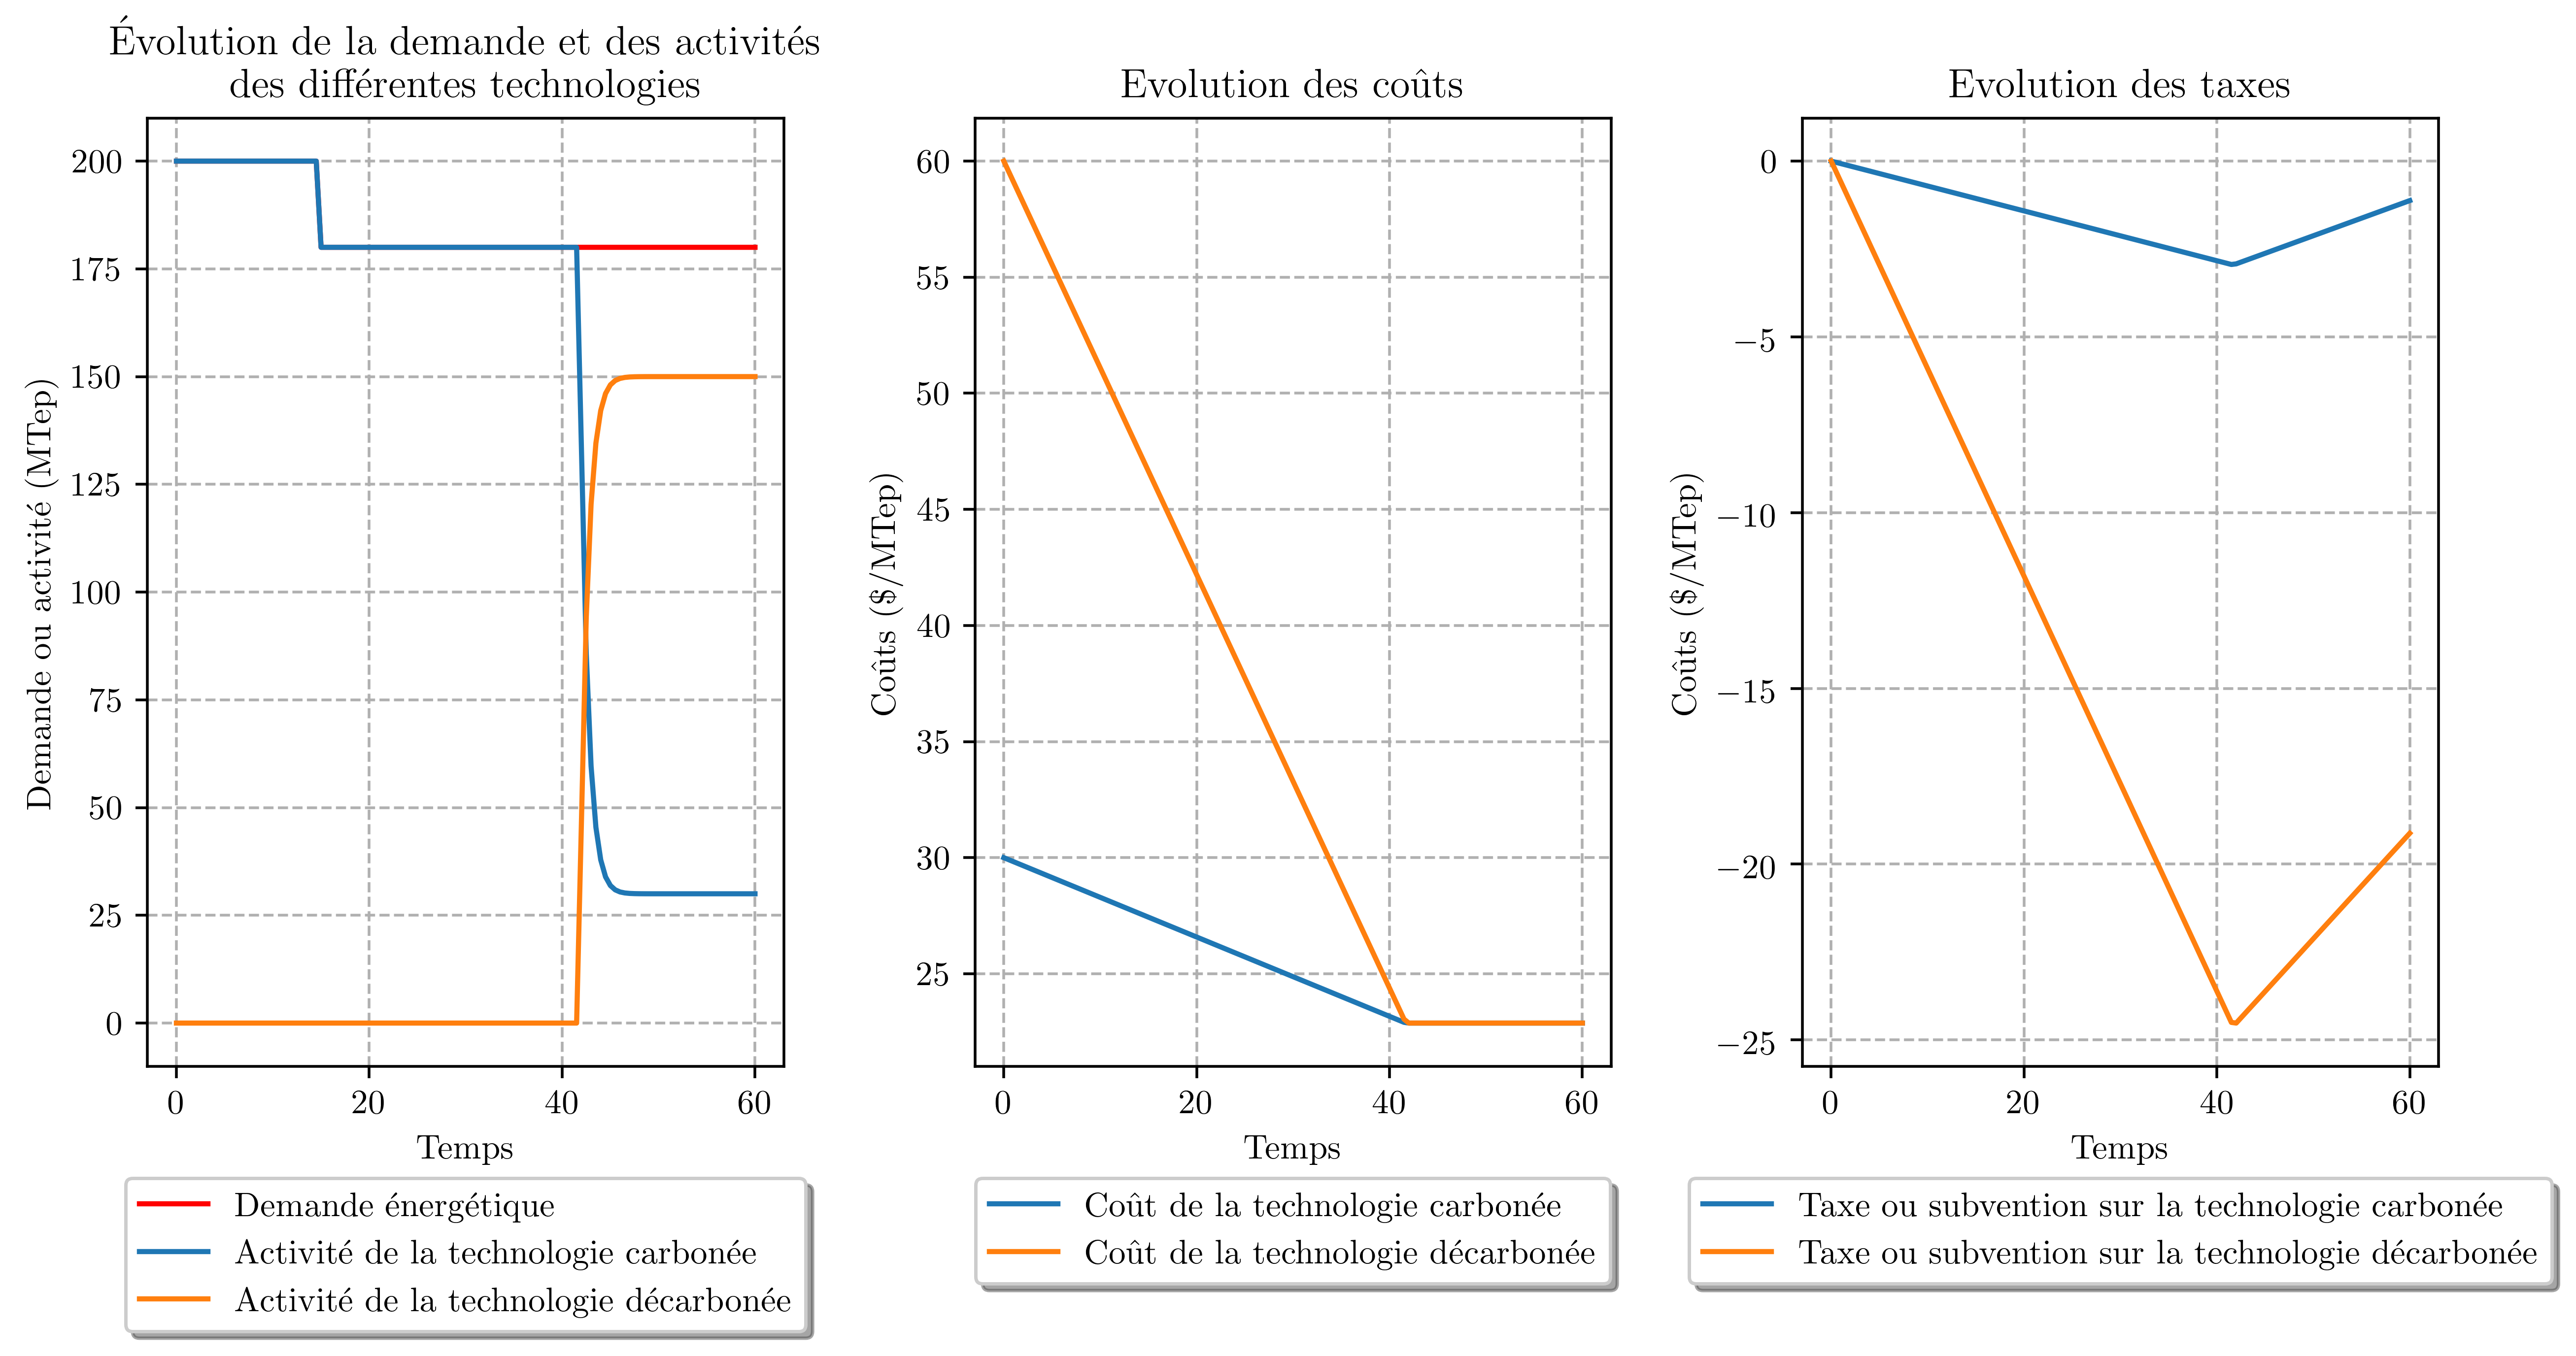 Évolution de la demande et des activités
des différentes technologies
Demande ou activité (MTep)
200
175
150
125
100
75
50
25
0
0 20 40 60
Temps
Demande énergétique
Activité de la technologie carbonée
Activité de la technologie décarbonée
Evolution des coûts
Coûts ($/MTep)
60
55
50
45
40
35
30
25
0 20 40 60
Temps
Coût de la technologie carbonée
Coût de la technologie décarbonée
Evolution des taxes
Coûts ($/MTep)
0
−5
−10
−15
−20
−25
0 20 40 60
Temps
Taxe ou subvention sur la technologie carbonée
Taxe ou subvention sur la technologie décarbonée